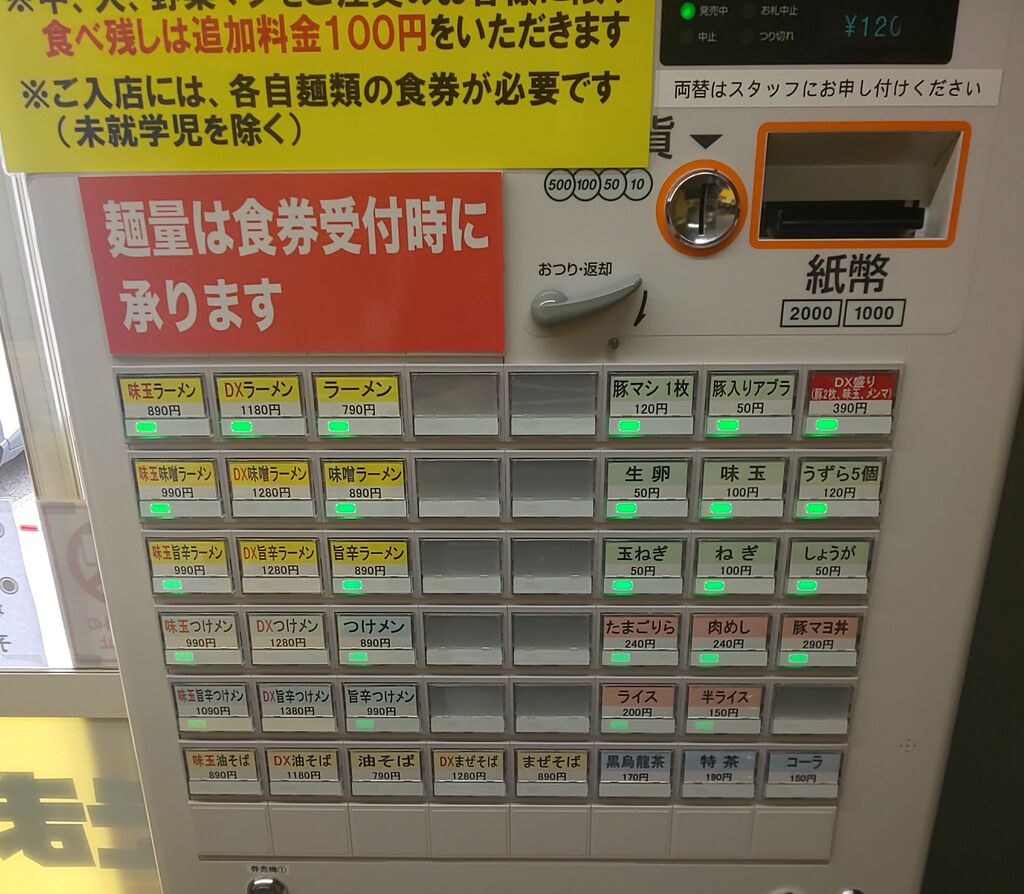 食べ残しは追加料金100円をいただきます
※ご入店には、各自麺類の食券が必要です
(未就学児を除く)
発売中 お札中止
中止 つり切れ
¥120
両替はスタッフにお申し付けください
貨
500 100 50 10
おつり・返却
紙幣
2000 1000
麺量は食券受付時に
承ります
味玉ラーメン DXラーメン ラーメン 豚マシ 1枚 豚入りアブラ DX盛り
(豚2枚、味玉、メンマ)
890円 1180円 790円 120円 50円 390円
味玉味噌ラーメン DX味噌ラーメン 味噌ラーメン 生卵 味玉 うずら5個
990円 1280円 890円 50円 100円 120円
味玉旨辛ラーメン DX旨辛ラーメン 旨辛ラーメン 玉ねぎ ねぎ しょうが
990円 1280円 890円 50円 100円 50円
味玉つけメン DXつけメン つけメン たまごりら 肉めし 豚マヨ丼
990円 1280円 890円 240円 240円 290円
味玉旨辛つけメン DX旨辛つけメン 旨辛つけメン ライス 半ライス
1090円 1380円 990円 200円 150円
味玉油そば DX油そば 油そば DXまぜそば まぜそば 黒烏龍茶 特茶 コーラ
890円 1180円 790円 1280円 890円 170円 190円 150円
券売機①